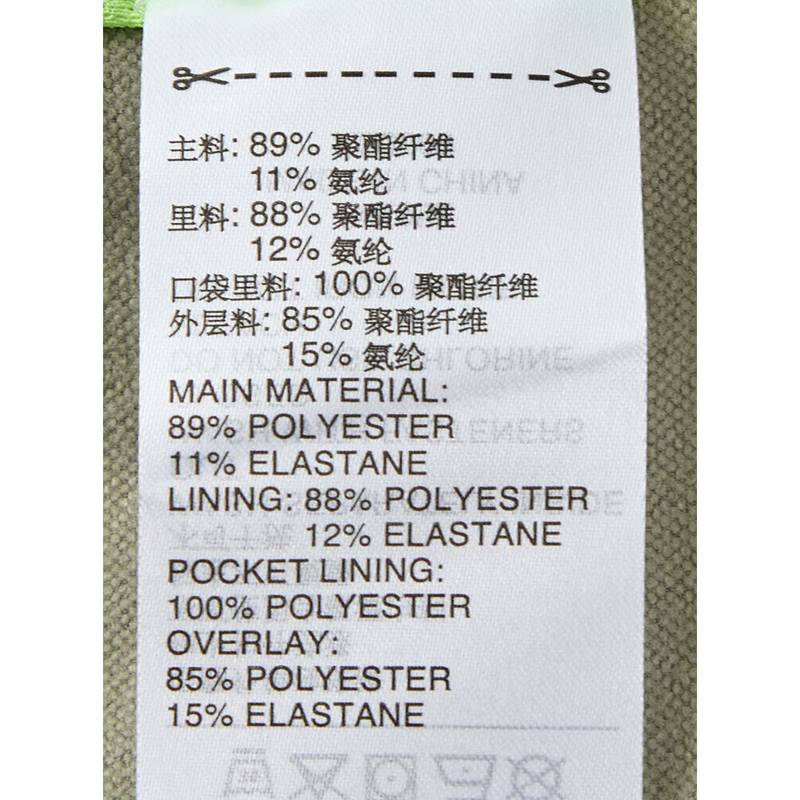 主料: 89% 聚酯纤维
11% 氨纶
里料: 88% 聚酯纤维
12% 氨纶
口袋里料: 100% 聚酯纤维
外层料: 85% 聚酯纤维
15% 氨纶
MAIN MATERIAL:
89% POLYESTER
11% ELASTANE
LINING: 88% POLYESTER
12% ELASTANE
POCKET LINING:
100% POLYESTER
OVERLAY:
85% POLYESTER
15% ELASTANE